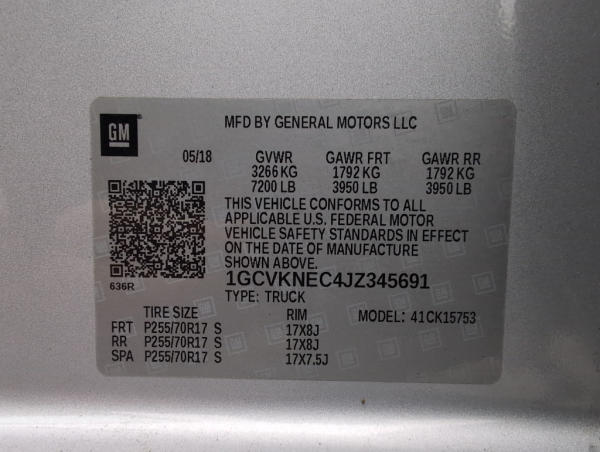 GM
MFD BY GENERAL MOTORS LLC
05/18 GVWR GAWR FRT GAWR RR
3266 KG 1792 KG 1792 KG
7200 LB 3950 LB 3950 LB
THIS VEHICLE CONFORMS TO ALL
APPLICABLE U.S. FEDERAL MOTOR
VEHICLE SAFETY STANDARDS IN EFFECT
ON THE DATE OF MANUFACTURE
SHOWN ABOVE.
636R
1GCVKNEC4JZ345691
TYPE: TRUCK
TIRE SIZE RIM MODEL: 41CK15753
FRT P255/70R17 S 17X8J
RR P255/70R17 S 17X8J
SPA P255/70R17 S 17X7.5J